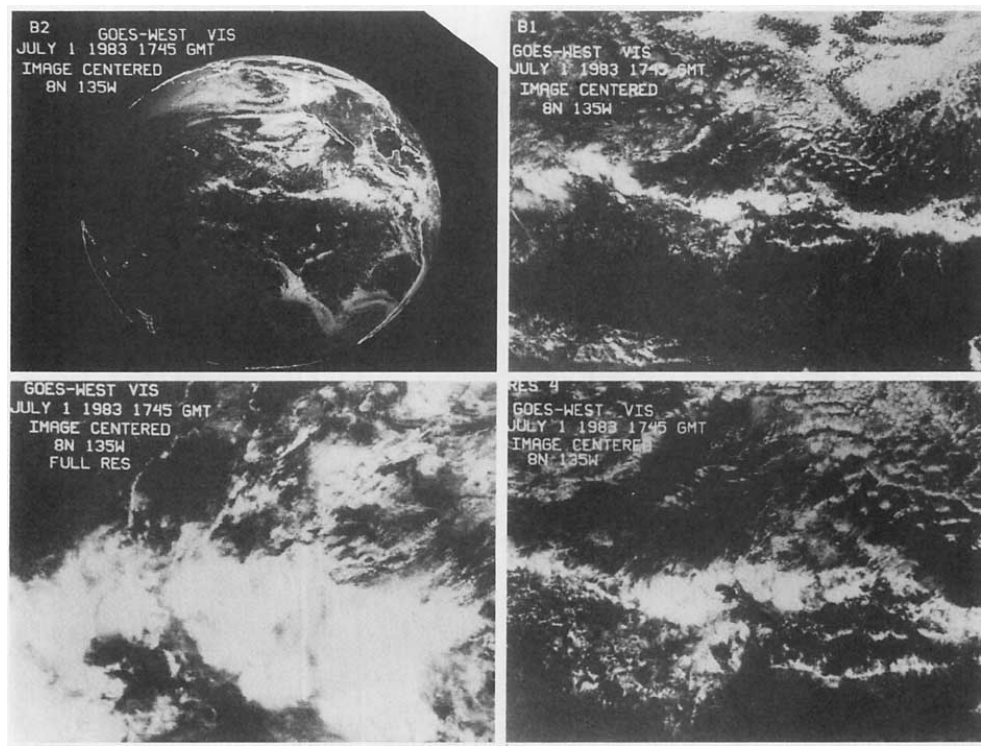 B2
GOES-WEST VIS
JULY 1 1983 1745 GMT
IMAGE CENTERED
8N 135W
B1
GOES-WEST VIS
JULY 1 1983 1745 GMT
IMAGE CENTERED
8N 135W
GOES-WEST VIS
JULY 1 1983 1745 GMT
IMAGE CENTERED
8N 135W
FULL RES
RES 4
GOES-WEST VIS
JULY 1 1983 1745 GMT
IMAGE CENTERED
8N 135W